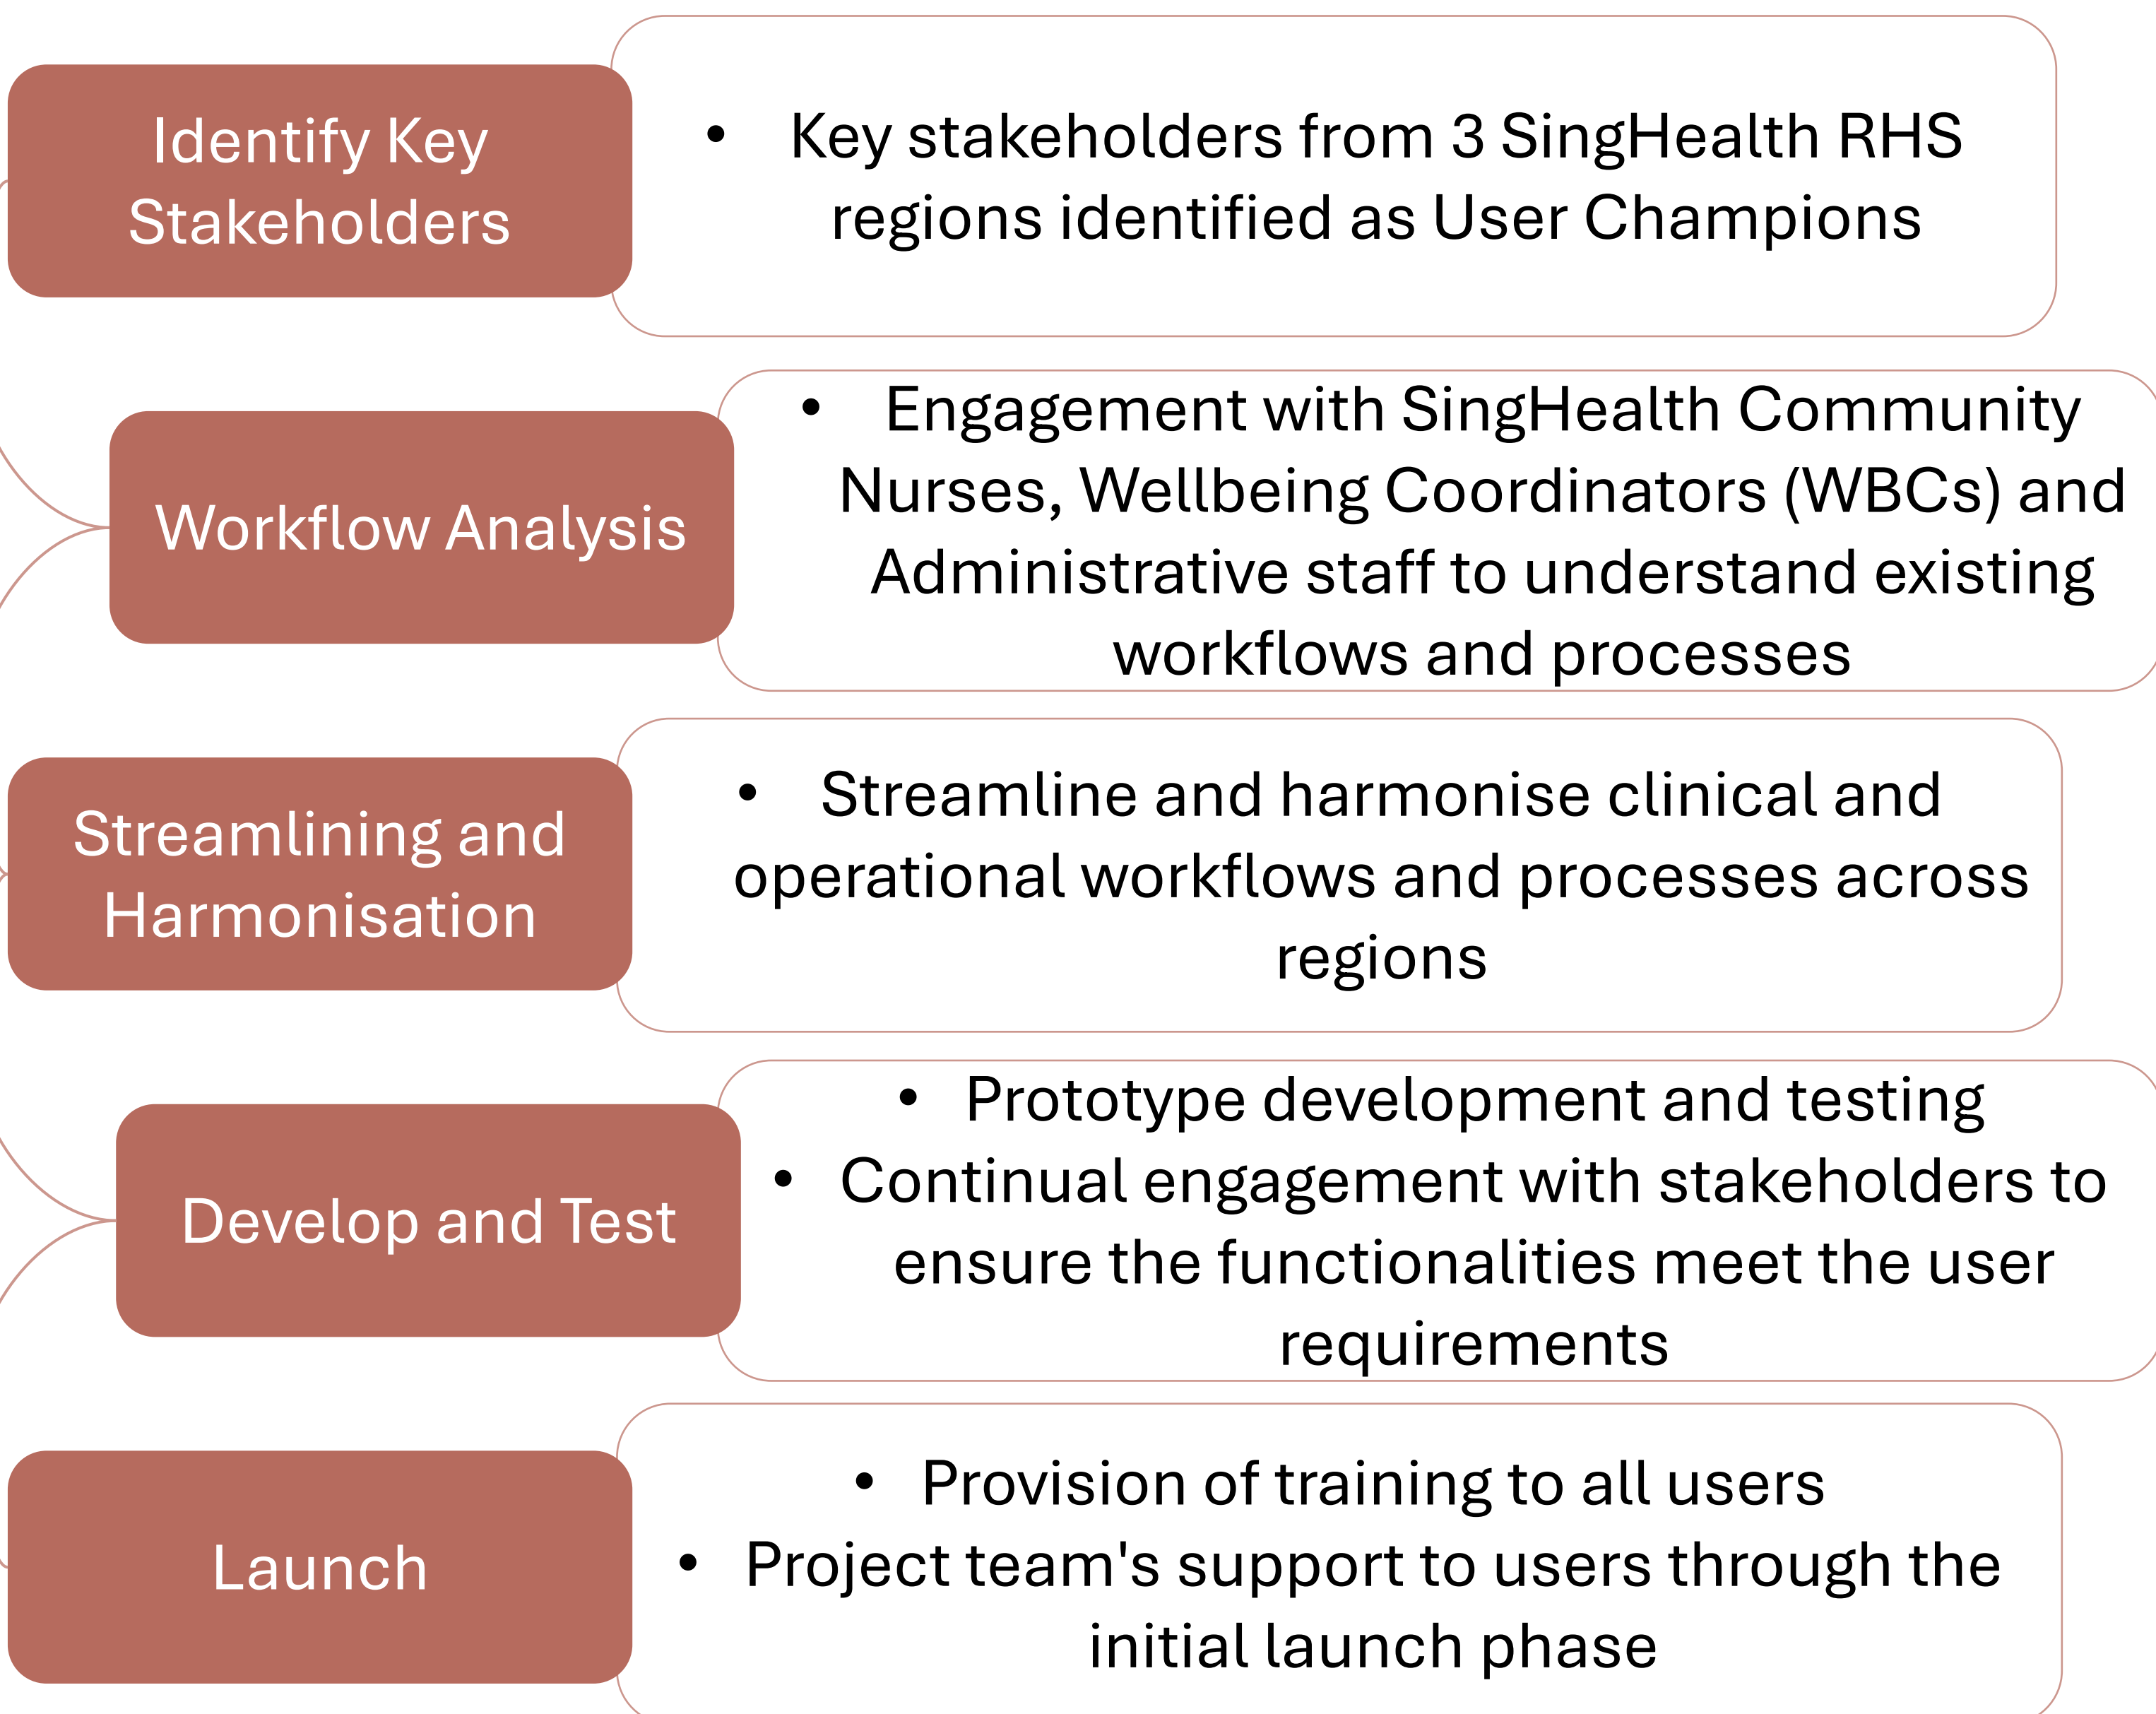 Identify Key
Stakeholders
• Key stakeholders from 3 SingHealth RHS
regions identified as User Champions
Workflow Analysis
• Engagement with SingHealth Community
Nurses, Wellbeing Coordinators (WBCs) and
Administrative staff to understand existing
workflows and processes
Streamlining and
Harmonisation
• Streamline and harmonise clinical and
operational workflows and processes across
regions
Develop and Test
• Prototype development and testing
• Continual engagement with stakeholders to
ensure the functionalities meet the user
requirements
Launch
• Provision of training to all users
• Project team's support to users through the
initial launch phase